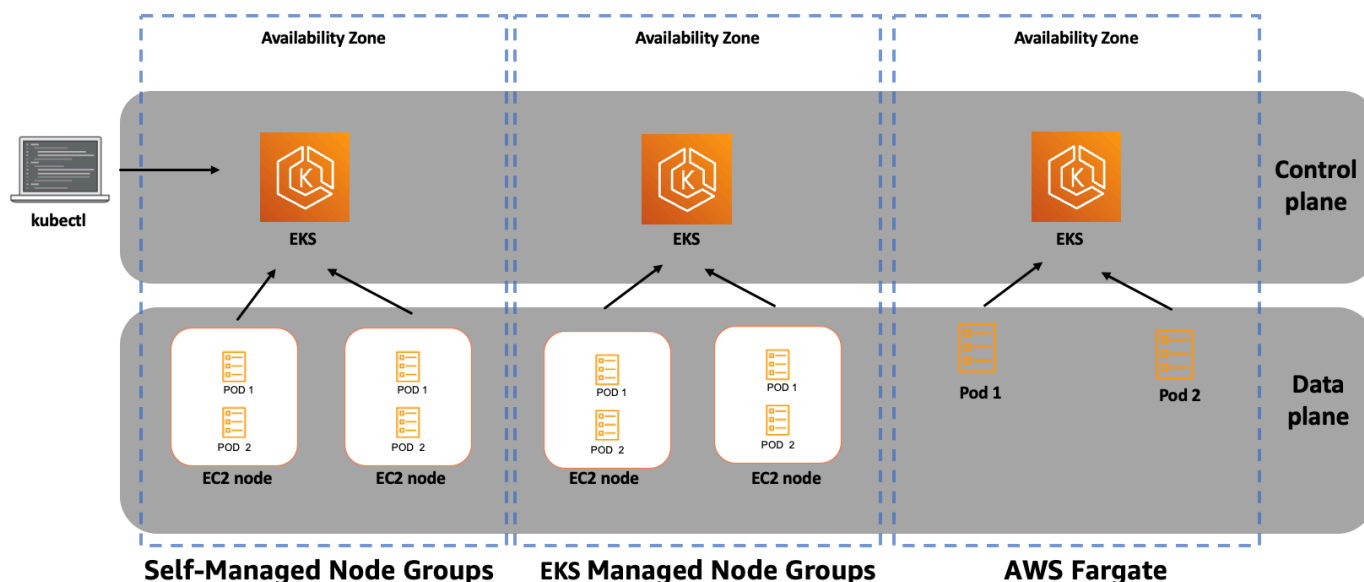 Availability Zone
Availability Zone
Availability Zone
kubectl
K
EKS
K
EKS
K
EKS
Control
plane
POD 1
POD 2
EC2 node
POD 1
POD 2
EC2 node
POD 1
POD 2
EC2 node
POD 1
POD 2
EC2 node
Pod 1
Pod 2
Data
plane
Self-Managed Node Groups
EKS Managed Node Groups
AWS Fargate